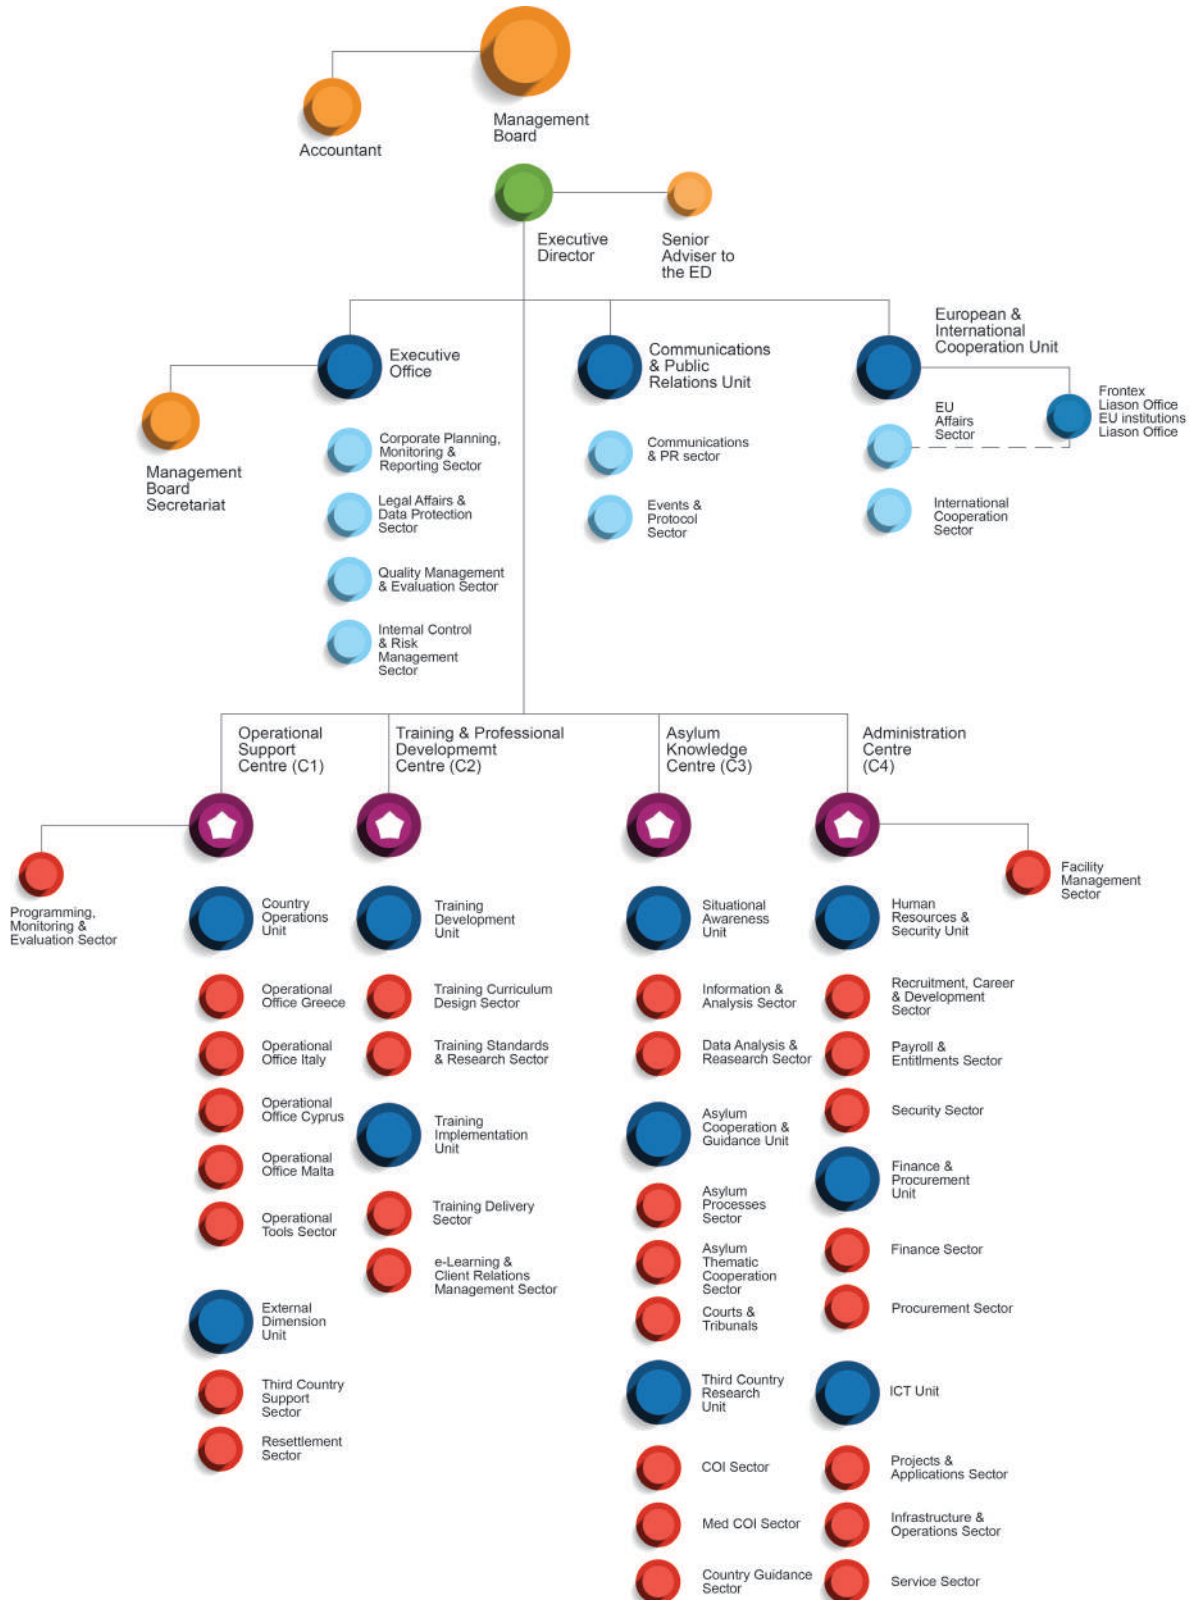 Management
Board
Accountant
Executive
Director
Senior
Adviser to
the ED
Executive
Office
Communications
& Public
Relations Unit
European &
International
Cooperation Unit
Management
Board
Secretariat
Corporate Planning,
Monitoring &
Reporting Sector
Legal Affairs &
Data Protection
Sector
Quality Management
& Evaluation Sector
Internal Control
& Risk
Management
Sector
Communications
& PR sector
Events &
Protocol
Sector
EU
Affairs
Sector
Frontex
Liason Office
EU institutions
Liason Office
International
Cooperation
Sector
Operational
Support
Centre (C1)
Training & Professional
Developmemt
Centre (C2)
Asylum
Knowledge
Centre (C3)
Administration
Centre
(C4)
Programming,
Monitoring &
Evaluation Sector
Country
Operations
Unit
Operational
Office Greece
Operational
Office Italy
Operational
Office Cyprus
Operational
Office Malta
Operational
Tools Sector
External
Dimension
Unit
Third Country
Support
Sector
Resettlement
Sector
Training
Development
Unit
Training Curriculum
Design Sector
Training Standards
& Research Sector
Training
Implementation
Unit
Training Delivery
Sector
e-Learning &
Client Relations
Management Sector
Situational
Awareness
Unit
Information &
Analysis Sector
Data Analysis &
Reasearch Sector
Asylum
Cooperation &
Guidance Unit
Asylum
Processes
Sector
Asylum
Thematic
Cooperation
Sector
Courts &
Tribunals
Third Country
Research
Unit
COI Sector
Med COI Sector
Country Guidance
Sector
Facility
Management
Sector
Human
Resources &
Security Unit
Recruitment, Career
& Development
Sector
Payroll &
Entitlments Sector
Security Sector
Finance &
Procurement
Unit
Finance Sector
Procurement Sector
ICT Unit
Projects &
Applications Sector
Infrastructure &
Operations Sector
Service Sector